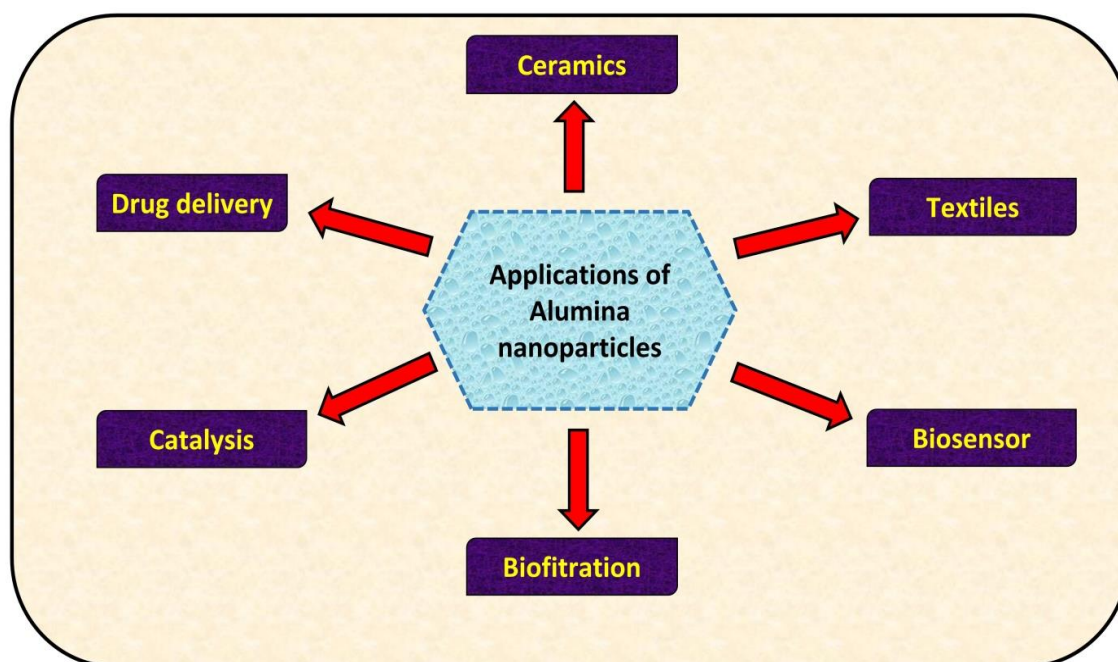 Ceramics
Drug delivery
Textiles
Applications of
Alumina
nanoparticles
Catalysis
Biosensor
Biofitration